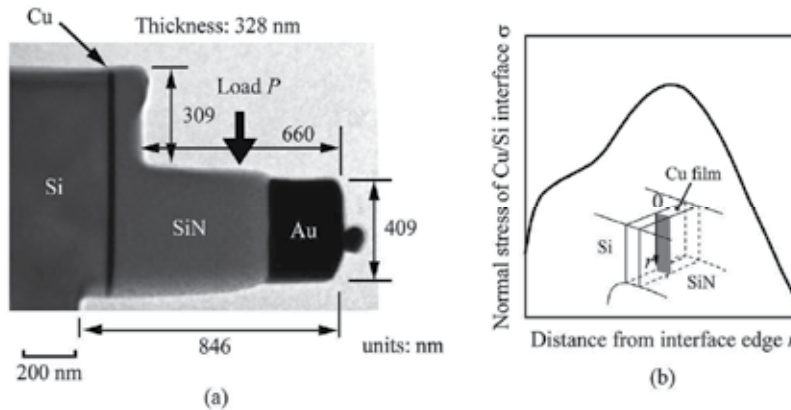 (a)
Thickness: 328 nm
Cu
Load P
309
660
Si
SiN
Au
409
846
units: nm
200 nm
(a)
(b)
Normal stress of Cu/Si interface σ
0
Cu film
Si
r
SiN
Distance from interface edge
(b)